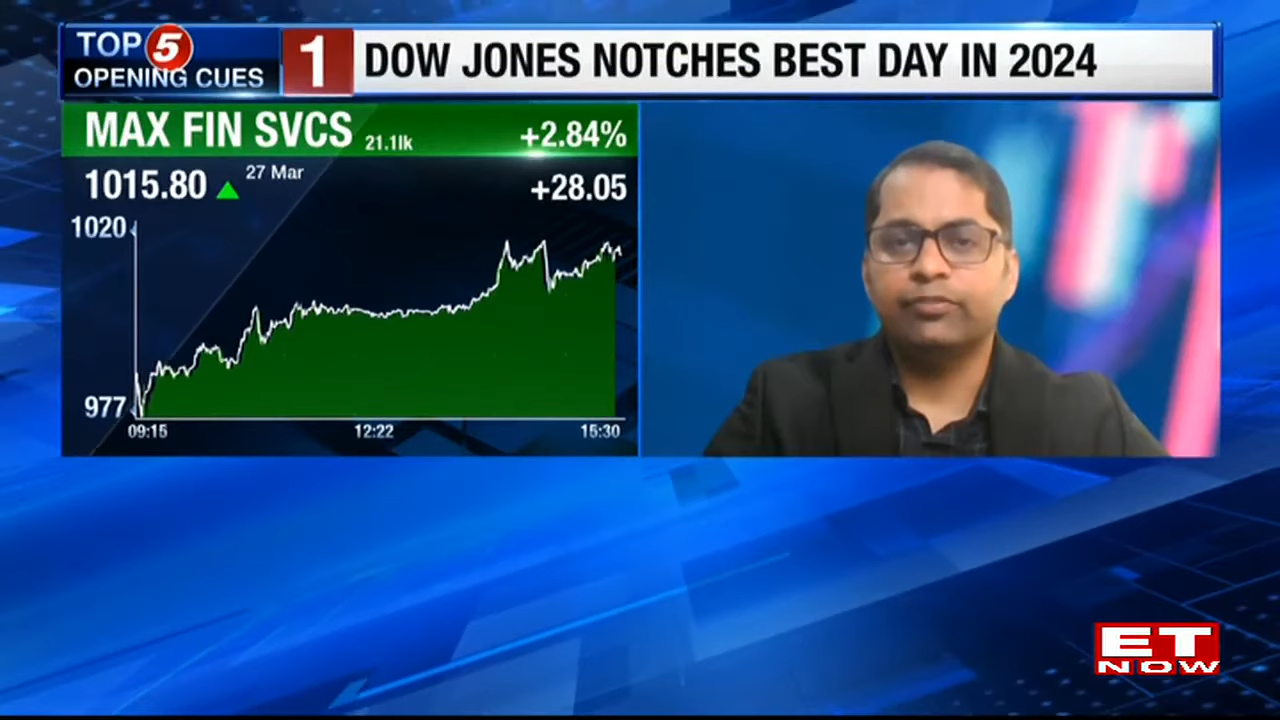 TOP 5
OPENING CUES
1
DOW JONES NOTCHES BEST DAY IN 2024
MAX FIN SVCS 21.1lk +2.84%
1015.80 27 Mar +28.05
1020
977
09:15 12:22 15:30
ET
NOW